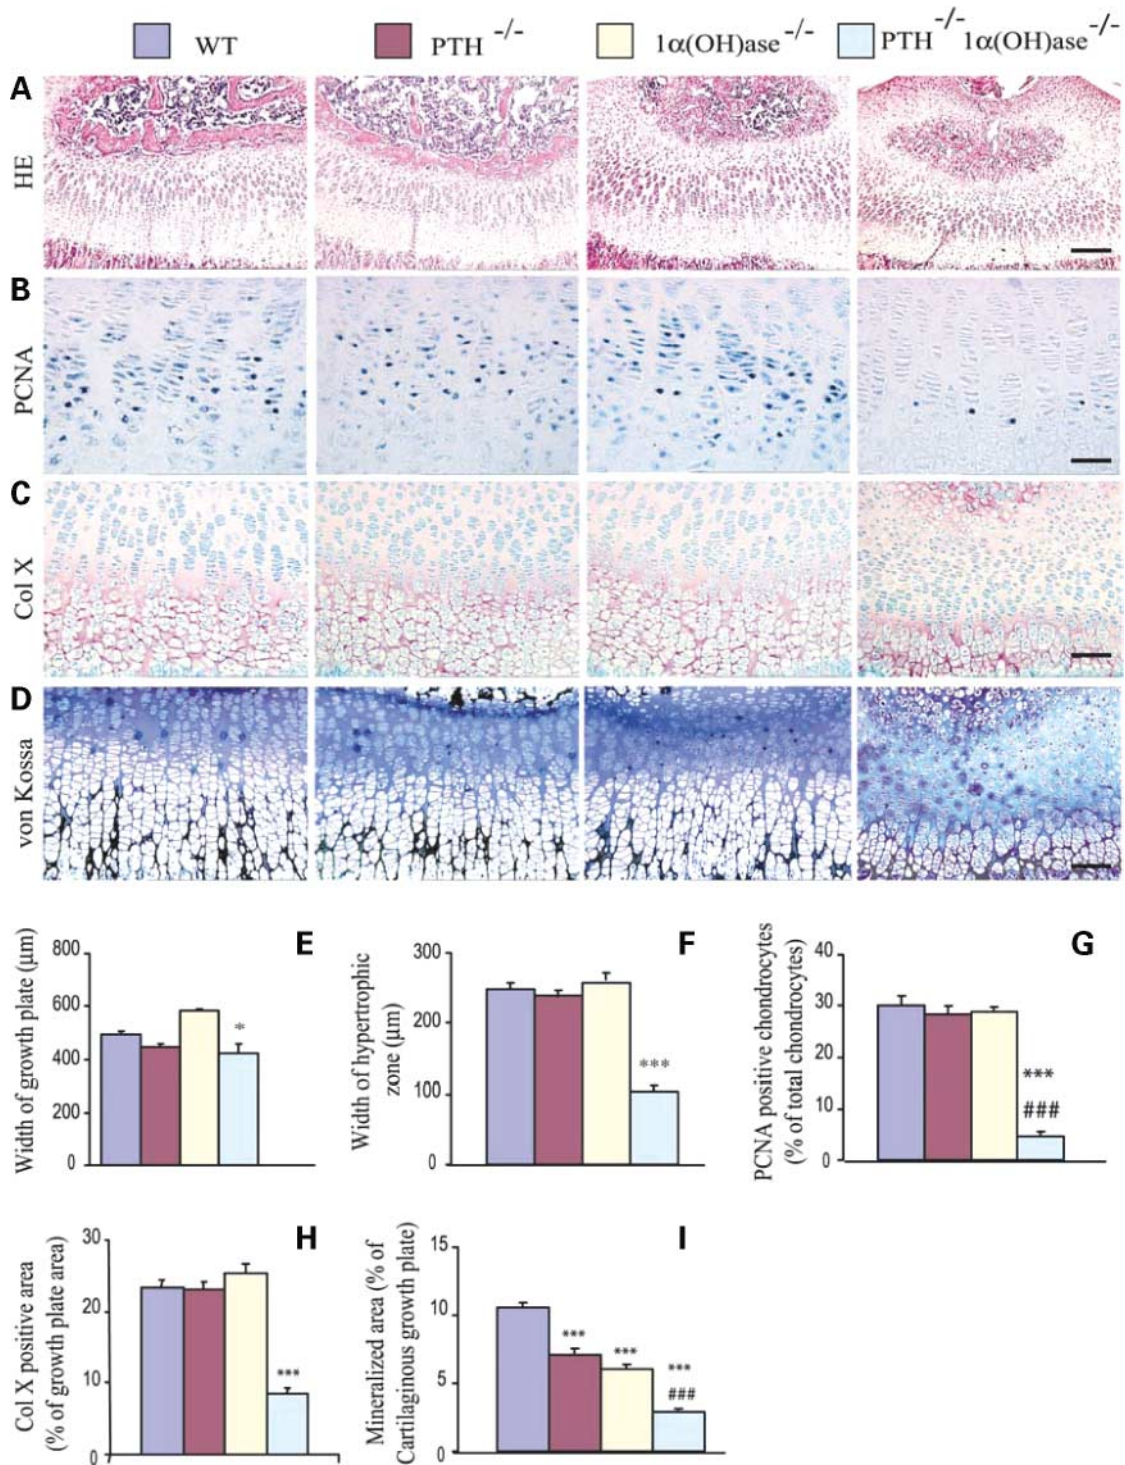 WT PTH -/- 1α(OH)ase -/- PTH -/- 1α(OH)ase -/-
A
HE
B
PCNA
C
Col X
D
von Kossa
E
Width of growth plate (μm)
800
600
400
200
0
*
F
Width of hypertrophic
zone (μm)
300
200
100
0
***
G
PCNA positive chondrocytes
(% of total chondrocytes)
40
30
20
10
0
***
###
H
Col X positive area
(% of growth plate area)
30
20
10
0
***
I
Mineralized area (% of
Cartilaginous growth plate)
15
10
5
0
***
***
***
###